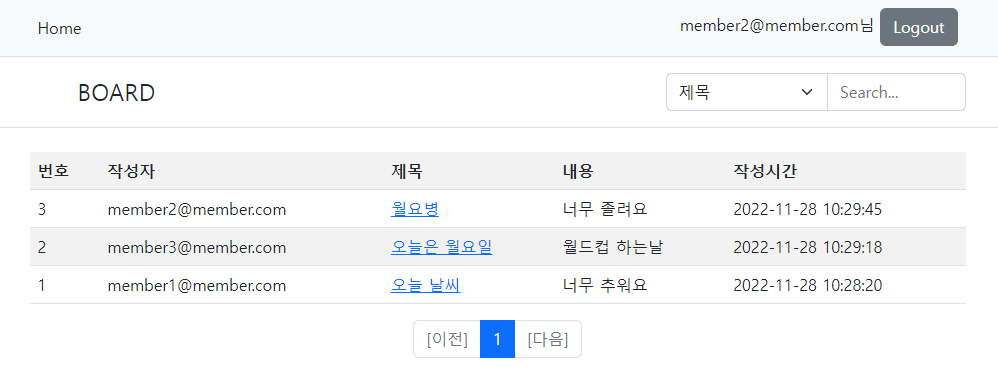 Home member2@member.com님 Logout
BOARD 제목 Search...
번호 작성자 제목 내용 작성시간
3 member2@member.com 월요병 너무 졸려요 2022-11-28 10:29:45
2 member3@member.com 오늘은 월요일 월드컵 하는날 2022-11-28 10:29:18
1 member1@member.com 오늘 날씨 너무 추워요 2022-11-28 10:28:20
[이전] 1 [다음]